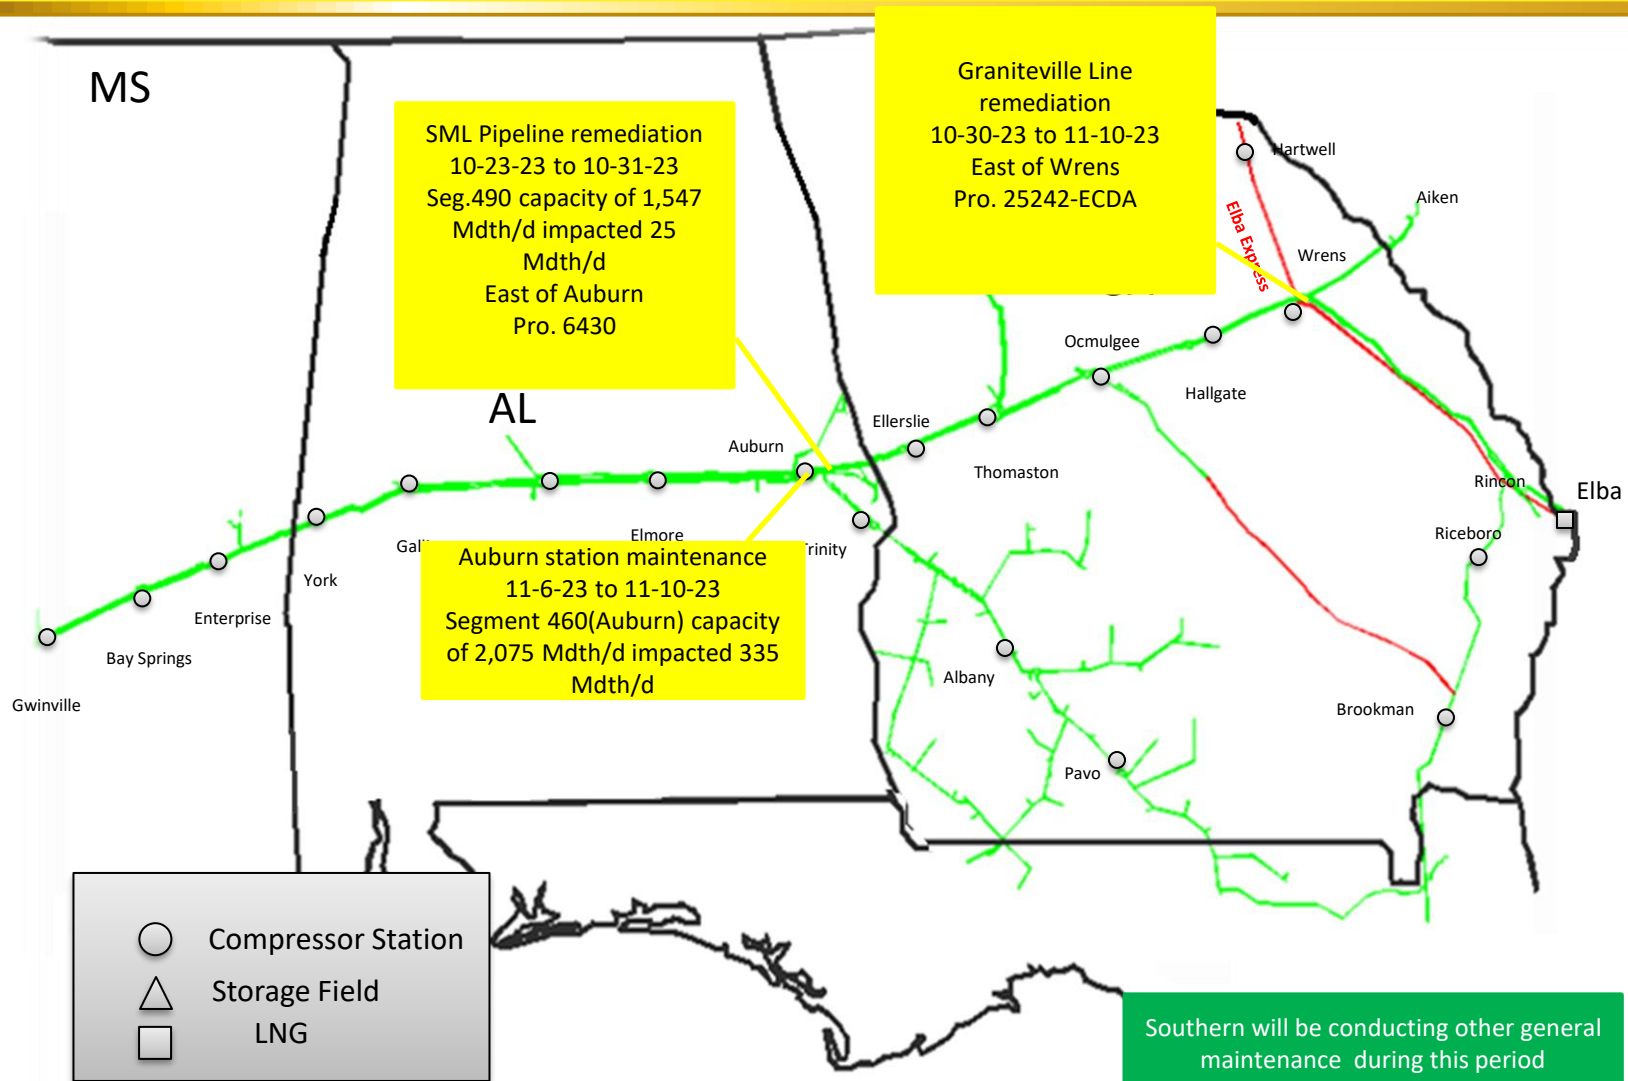 MS
Graniteville Line
remediation
10-30-23 to 11-10-23
East of Wrens
Pro. 25242-ECDA
SML Pipeline remediation
10-23-23 to 10-31-23
Seg.490 capacity of 1,547
Mdth/d impacted 25
Mdth/d
East of Auburn
Pro. 6430
Hartwell
Aiken
Elba Express
Wrens
Ocmulgee
Hallgate
AL
Ellerslie
Auburn
Thomaston
Rincon
Elba
Riceboro
Elmore
York
Enterprise
Bay Springs
Gwinville
Auburn station maintenance
11-6-23 to 11-10-23
Segment 460(Auburn) capacity
of 2,075 Mdth/d impacted 335
Mdth/d
Albany
Brookman
Pavo
Compressor Station
Storage Field
LNG
Southern will be conducting other general
maintenance during this period